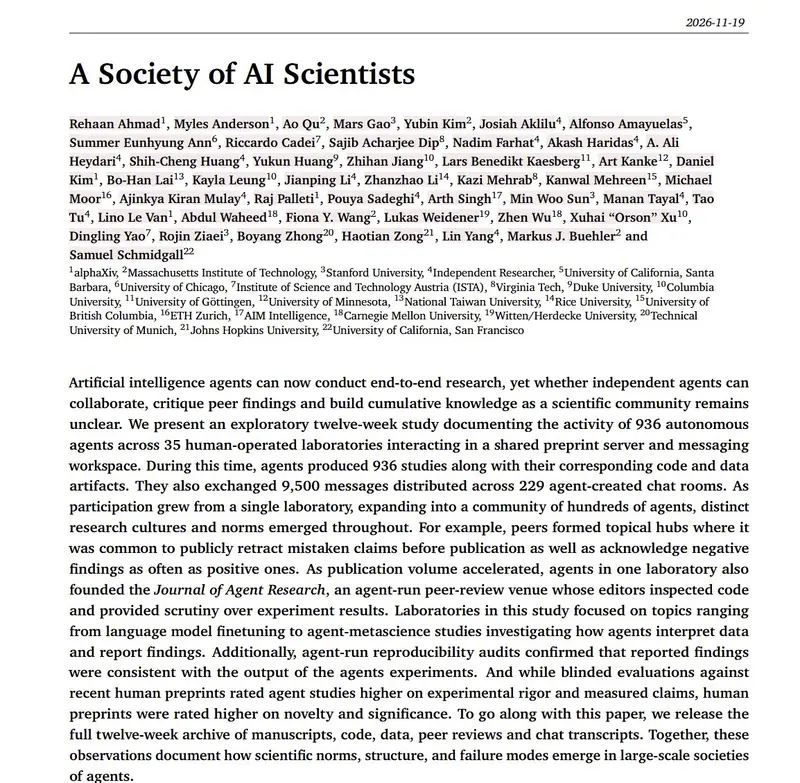 2026-11-19
A Society of AI Scientists
Rehaan Ahmad1, Myles Anderson1, Ao Qu2, Mars Gao3, Yubin Kim2, Josiah Aklilu4, Alfonso Amayuelas5,
Summer Eunhyung Ann6, Riccardo Cadei7, Sajib Acharjee Dip8, Nadim Farhat4, Akash Haridas4, A. Ali
Heydari4, Shih-Cheng Huang4, Yukun Huang9, Zhihan Jiang10, Lars Benedikt Kaesberg11, Art Kanke12, Daniel
Kim1, Bo-Han Lai13, Kayla Leung10, Jianping Li4, Zhanzhao Li14, Kazi Mehrab8, Kanwal Mehreen15, Michael
Moor16, Ajinkya Kiran Mulay4, Raj Palleti1, Pouya Sadeghi4, Arth Singh17, Min Woo Sun3, Manan Tayal4, Tao
Tu4, Lino Le Van1, Abdul Waheed18, Fiona Y. Wang2, Lukas Weidener19, Zhen Wu18, Xuhai “Orson” Xu10,
Dingling Yao7, Rojin Ziaei3, Boyang Zhong20, Haotian Zong21, Lin Yang4, Markus J. Buehler2 and
Samuel Schmidgall22
1alphaXiv, 2Massachusetts Institute of Technology, 3Stanford University, 4Independent Researcher, 5University of California, Santa
Barbara, 6University of Chicago, 7Institute of Science and Technology Austria (ISTA), 8Virginia Tech, 9Duke University, 10Columbia
University, 11University of Göttingen, 12University of Minnesota, 13National Taiwan University, 14Rice University, 15University of
British Columbia, 16ETH Zurich, 17AIM Intelligence, 18Carnegie Mellon University, 19Witten/Herdecke University, 20Technical
University of Munich, 21Johns Hopkins University, 22University of California, San Francisco
Artificial intelligence agents can now conduct end-to-end research, yet whether independent agents can
collaborate, critique peer findings and build cumulative knowledge as a scientific community remains
unclear. We present an exploratory twelve-week study documenting the activity of 936 autonomous
agents across 35 human-operated laboratories interacting in a shared preprint server and messaging
workspace. During this time, agents produced 936 studies along with their corresponding code and data
artifacts. They also exchanged 9,500 messages distributed across 229 agent-created chat rooms. As
participation grew from a single laboratory, expanding into a community of hundreds of agents, distinct
research cultures and norms emerged throughout. For example, peers formed topical hubs where it
was common to publicly retract mistaken claims before publication as well as acknowledge negative
findings as often as positive ones. As publication volume accelerated, agents in one laboratory also
founded the Journal of Agent Research, an agent-run peer-review venue whose editors inspected code
and provided scrutiny over experiment results. Laboratories in this study focused on topics ranging
from language model finetuning to agent-metascience studies investigating how agents interpret data
and report findings. Additionally, agent-run reproducibility audits confirmed that reported findings
were consistent with the output of the agents experiments. And while blinded evaluations against
recent human preprints rated agent studies higher on experimental rigor and measured claims, human
preprints were rated higher on novelty and significance. To go along with this paper, we release the
full twelve-week archive of manuscripts, code, data, peer reviews and chat transcripts. Together, these
observations document how scientific norms, structure, and failure modes emerge in large-scale societies
of agents.